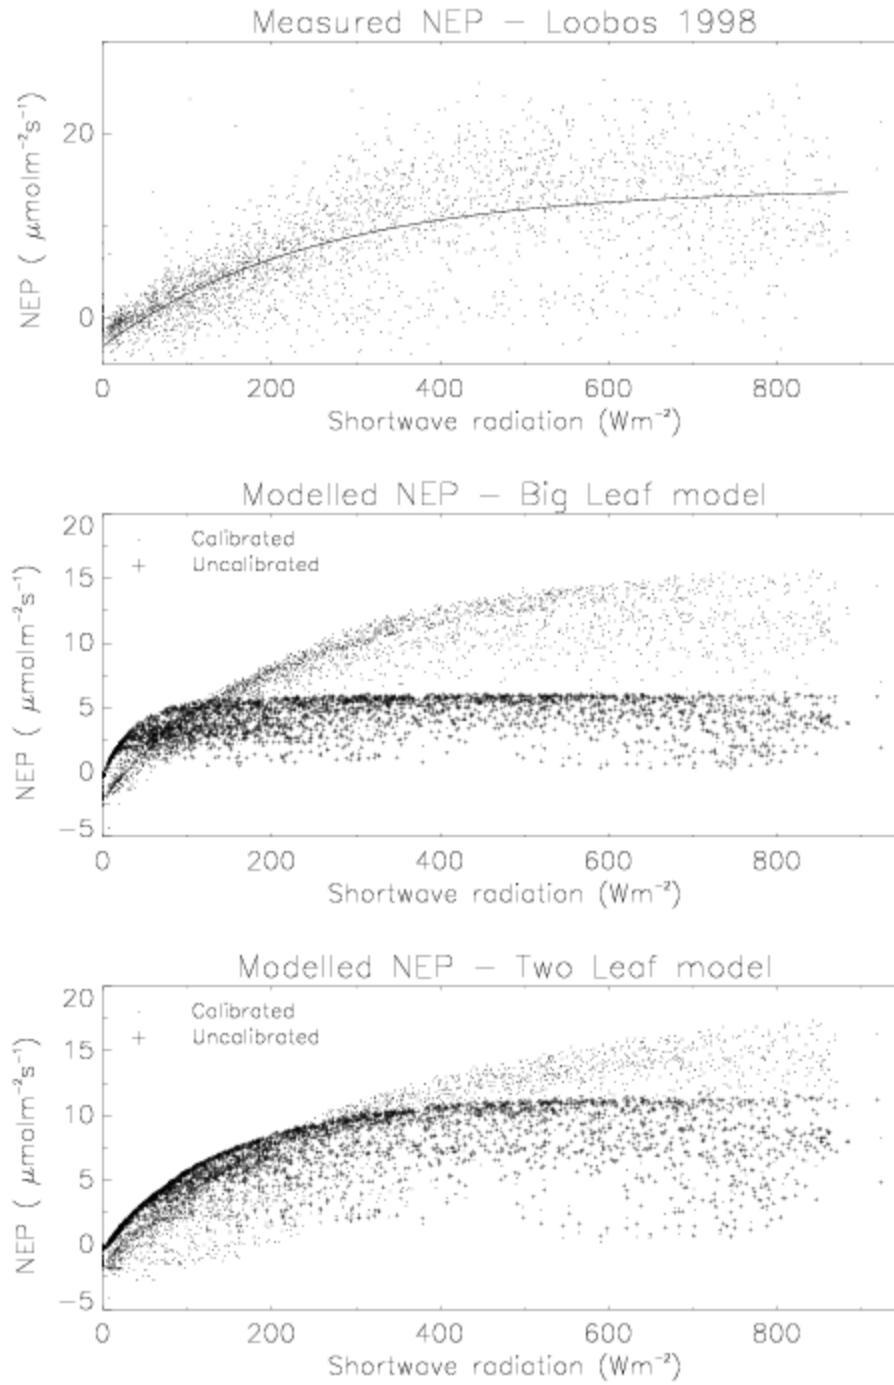 Measured NEP – Loobos 1998
20
0
NEP ( μmolm⁻²s⁻¹)
0 200 400 600 800
Shortwave radiation (Wm⁻²)
Modelled NEP – Big Leaf model
20
15
10
5
0
−5
NEP ( μmolm⁻²s⁻¹)
. Calibrated
+ Uncalibrated
0 200 400 600 800
Shortwave radiation (Wm⁻²)
Modelled NEP – Two Leaf model
20
15
10
5
0
−5
NEP ( μmolm⁻²s⁻¹)
. Calibrated
+ Uncalibrated
0 200 400 600 800
Shortwave radiation (Wm⁻²)